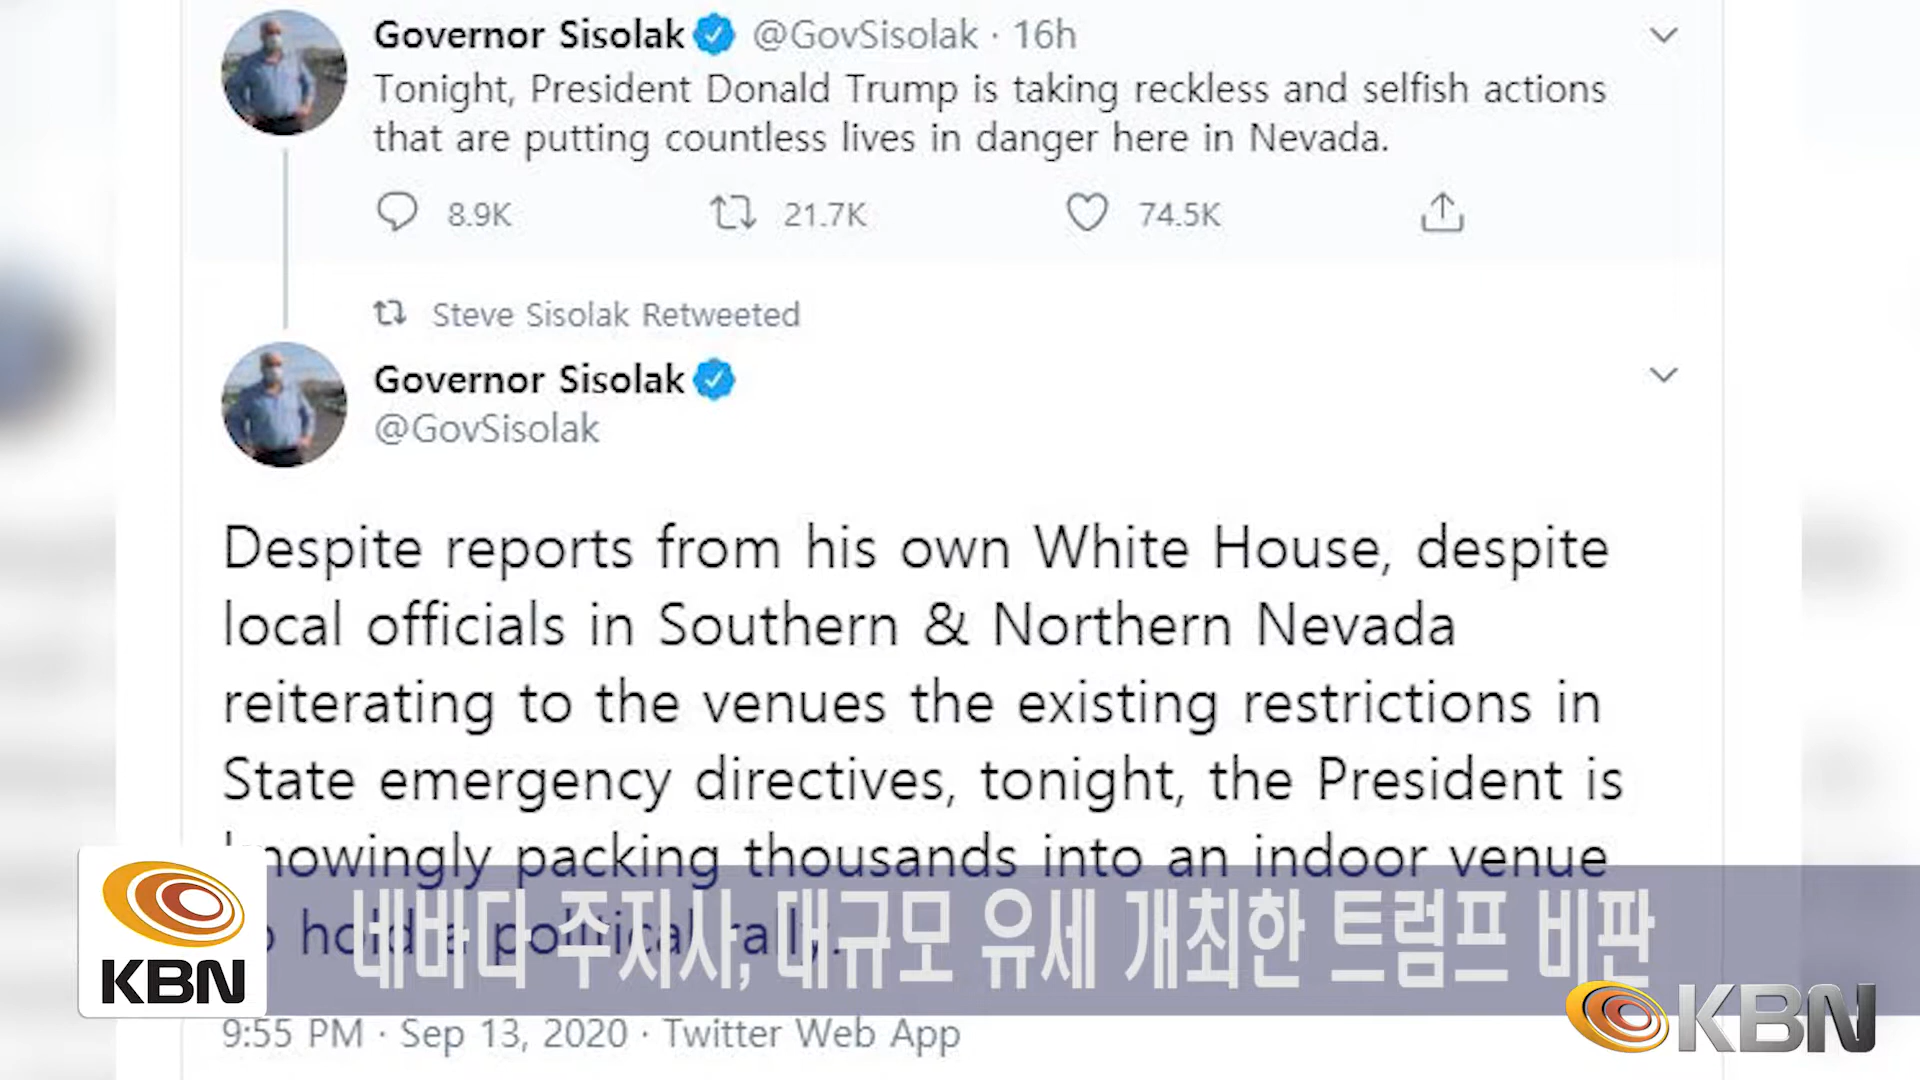 Governor Sisolak @GovSisolak · 16h
Tonight, President Donald Trump is taking reckless and selfish actions
that are putting countless lives in danger here in Nevada.
8.9K 21.7K 74.5K
Steve Sisolak Retweeted
Governor Sisolak
@GovSisolak
Despite reports from his own White House, despite
local officials in Southern & Northern Nevada
reiterating to the venues the existing restrictions in
State emergency directives, tonight, the President is
knowingly packing thousands into an indoor venue
to hold a political rally.
네바다 주지사, 대규모 유세 개최한 트럼프 비판
KBN
9:55 PM · Sep 13, 2020 · Twitter Web App
KBN